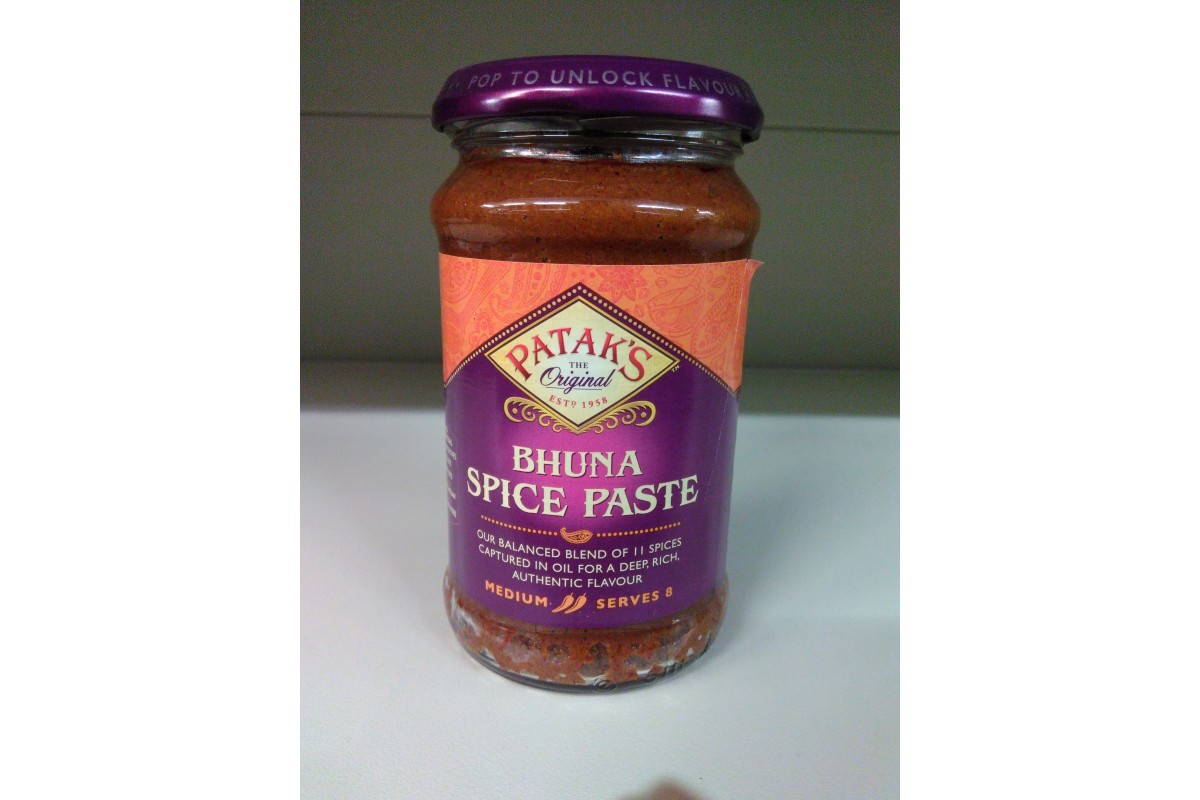 POP TO UNLOCK FLAVOUR
PATAK'S
THE
Original
ESTD 1958
™
BHUNA
SPICE PASTE
OUR BALANCED BLEND OF 11 SPICES
CAPTURED IN OIL FOR A DEEP, RICH,
AUTHENTIC FLAVOUR
MEDIUM SERVES 8